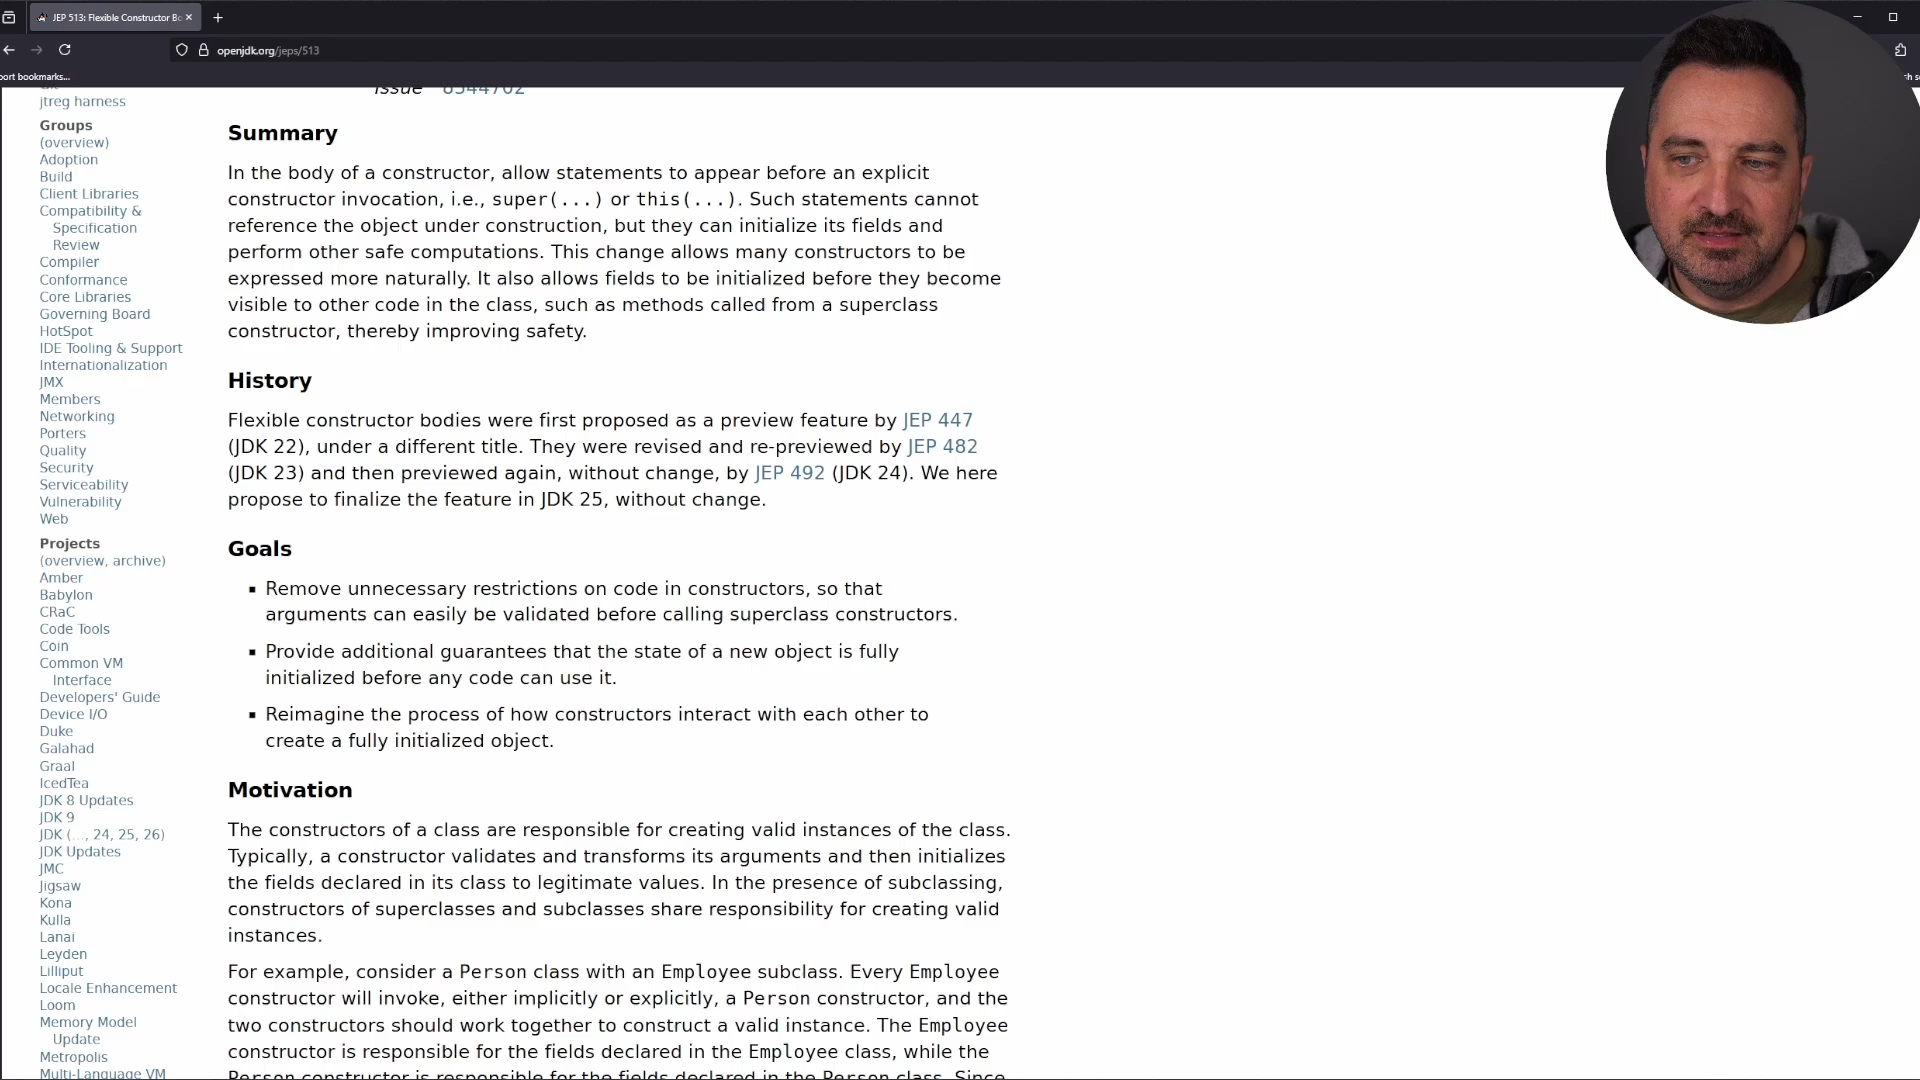 JEP 513: Flexible Constructor Bo
openjdk.org/jeps/513
port bookmarks...
jtreg harness
Groups
(overview)
Adoption
Build
Client Libraries
Compatibility &
Specification
Review
Compiler
Conformance
Core Libraries
Governing Board
HotSpot
IDE Tooling & Support
Internationalization
JMX
Members
Networking
Porters
Quality
Security
Serviceability
Vulnerability
Web
Projects
(overview, archive)
Amber
Babylon
CRaC
Code Tools
Coin
Common VM
Interface
Developers' Guide
Device I/O
Duke
Galahad
Graal
IcedTea
JDK 8 Updates
JDK 9
JDK (..., 24, 25, 26)
JDK Updates
JMC
Jigsaw
Kona
Kulla
Lanai
Leyden
Lilliput
Locale Enhancement
Loom
Memory Model
Update
Metropolis
Multi-Language VM
Issue 8344702
Summary
In the body of a constructor, allow statements to appear before an explicit
constructor invocation, i.e., super(...) or this(...). Such statements cannot
reference the object under construction, but they can initialize its fields and
perform other safe computations. This change allows many constructors to be
expressed more naturally. It also allows fields to be initialized before they become
visible to other code in the class, such as methods called from a superclass
constructor, thereby improving safety.
History
Flexible constructor bodies were first proposed as a preview feature by JEP 447
(JDK 22), under a different title. They were revised and re-previewed by JEP 482
(JDK 23) and then previewed again, without change, by JEP 492 (JDK 24). We here
propose to finalize the feature in JDK 25, without change.
Goals
▪ Remove unnecessary restrictions on code in constructors, so that
arguments can easily be validated before calling superclass constructors.
▪ Provide additional guarantees that the state of a new object is fully
initialized before any code can use it.
▪ Reimagine the process of how constructors interact with each other to
create a fully initialized object.
Motivation
The constructors of a class are responsible for creating valid instances of the class.
Typically, a constructor validates and transforms its arguments and then initializes
the fields declared in its class to legitimate values. In the presence of subclassing,
constructors of superclasses and subclasses share responsibility for creating valid
instances.
For example, consider a Person class with an Employee subclass. Every Employee
constructor will invoke, either implicitly or explicitly, a Person constructor, and the
two constructors should work together to construct a valid instance. The Employee
constructor is responsible for the fields declared in the Employee class, while the
Person constructor is responsible for the fields declared in the Person class. Since